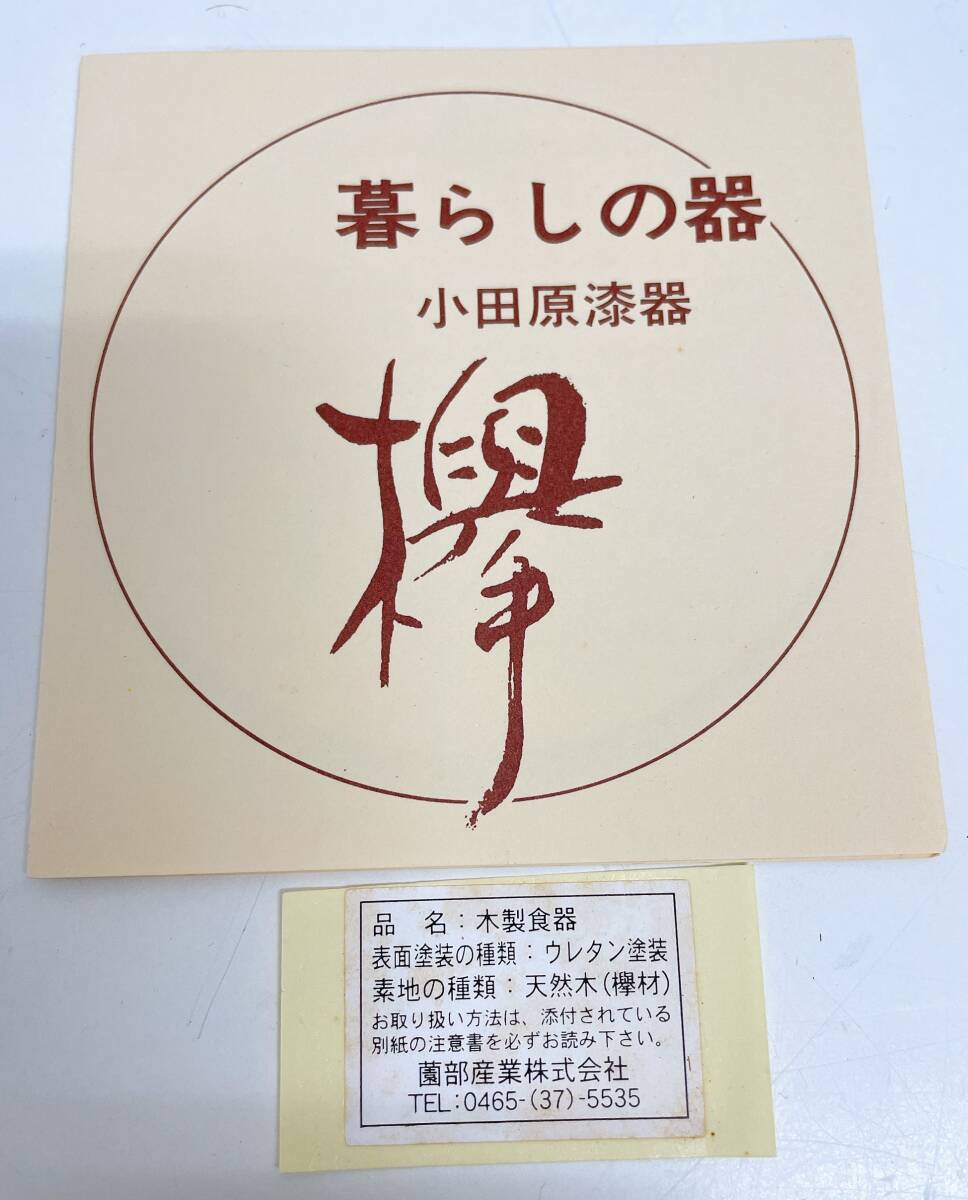 暮らしの器
小田原漆器
欅
品　名：木製食器
表面塗装の種類：ウレタン塗装
素地の種類：天然木(欅材)
お取り扱い方法は、添付されている
別紙の注意書を必ずお読み下さい。
薗部産業株式会社
TEL:0465-(37)-5535